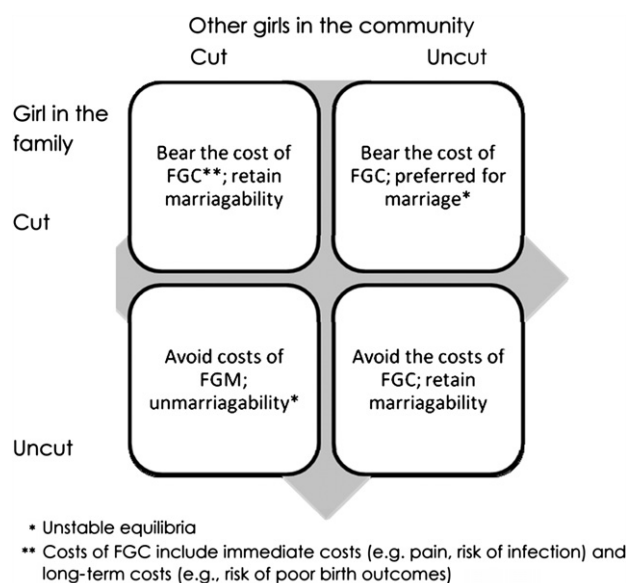 Other girls in the community
Cut
Uncut
Girl in the
family
Cut
Bear the cost of
FGC**; retain
marriagability
Bear the cost of
FGC; preferred for
marriage*
Uncut
Avoid costs of
FGM;
unmarriagability*
Avoid the costs of
FGC; retain
marriagability
* Unstable equilibria
** Costs of FGC include immediate costs (e.g. pain, risk of infection) and
long-term costs (e.g., risk of poor birth outcomes)